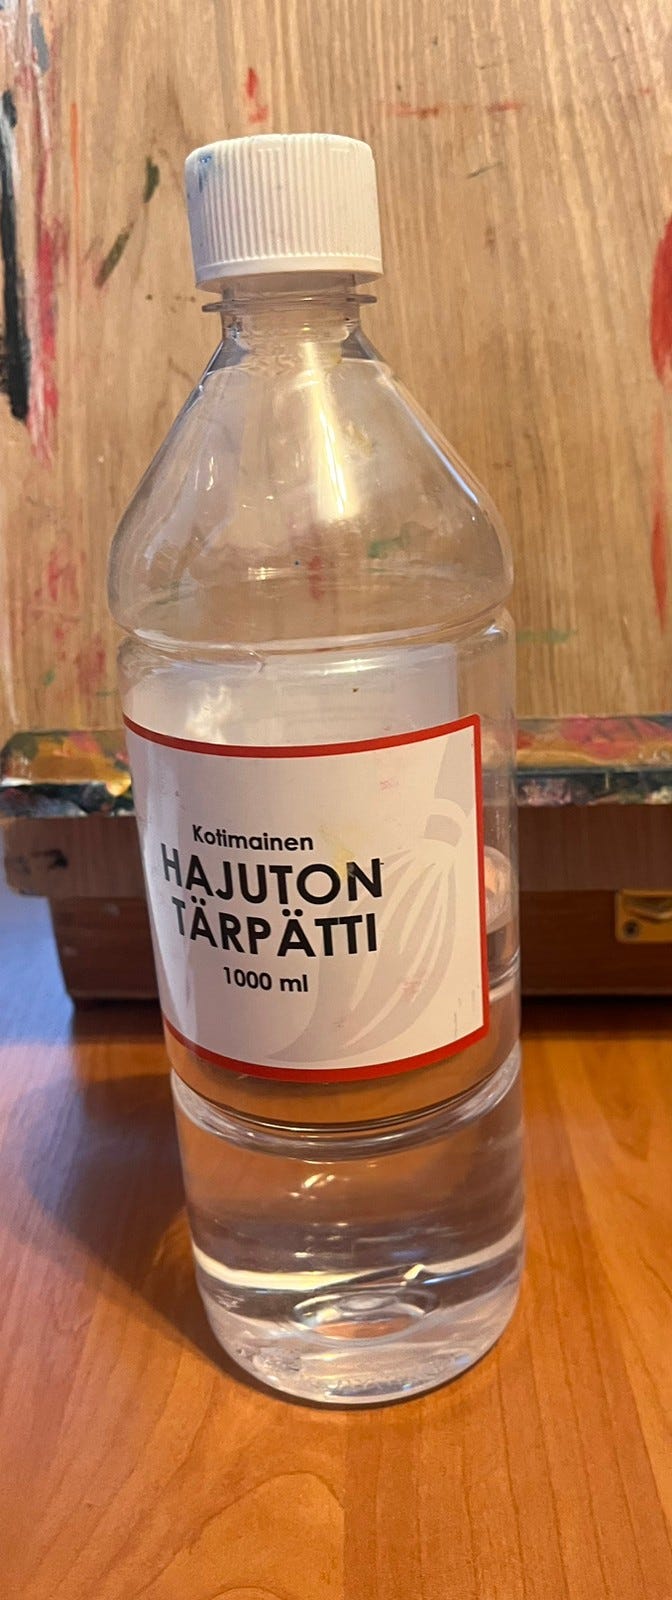 Kotimainen
HAJUTON
TÄRPÄTTI
1000 ml